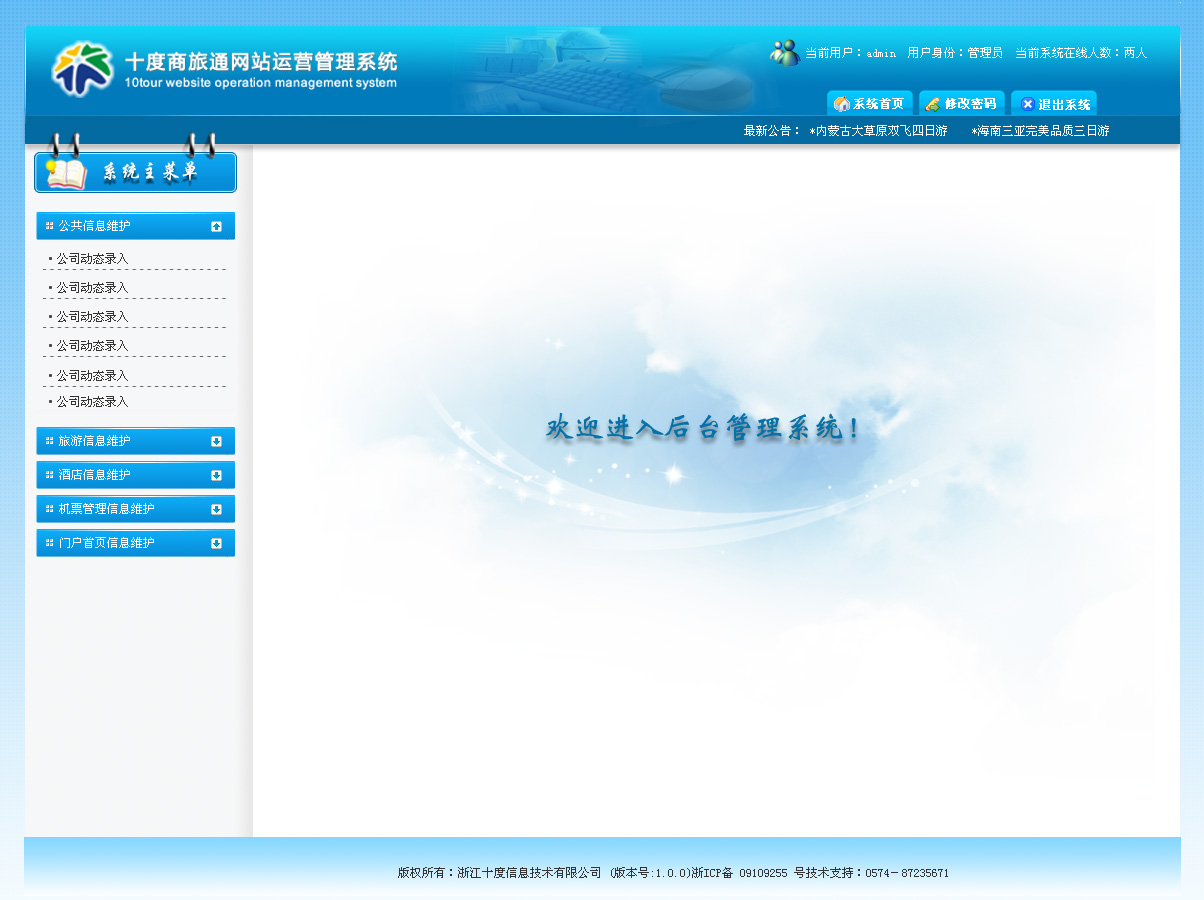 十度商旅通网站运营管理系统
10tour website operation management system
当前用户：admin 用户身份：管理员 当前系统在线人数：两人
系统首页 修改密码 退出系统
最新公告： *内蒙古大草原双飞四日游 *海南三亚完美品质三日游
系统主菜单
公共信息维护
公司动态录入
公司动态录入
公司动态录入
公司动态录入
公司动态录入
公司动态录入
旅游信息维护
酒店信息维护
机票管理信息维护
门户首页信息维护
欢迎进入后台管理系统！
版权所有：浙江十度信息技术有限公司 (版本号:1.0.0)浙ICP备 09109255 号技术支持：0574－87235671